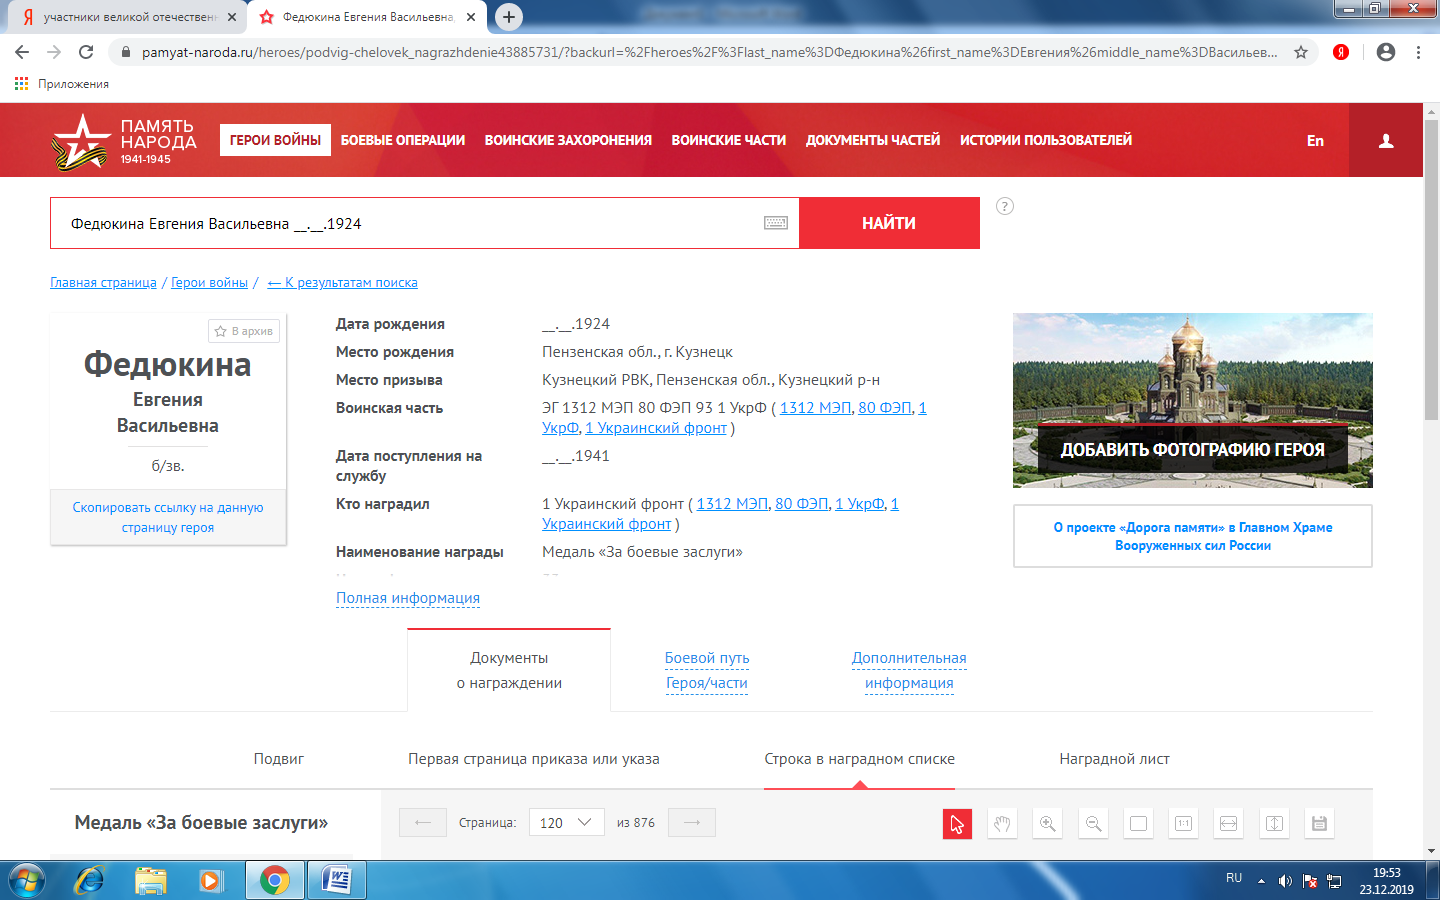 участники великой отечествен
Федюкина Евгения Васильевна,
pamyat-naroda.ru/heroes/podvig-chelovek_nagrazhdenie43885731/?backurl=%2Fheroes%2F%3Flast_name%3DФедюкина%26first_name%3DЕвгения%26middle_name%3DВасильев...
Приложения
ПАМЯТЬ
НАРОДА
1941-1945
ГЕРОИ ВОЙНЫ БОЕВЫЕ ОПЕРАЦИИ ВОИНСКИЕ ЗАХОРОНЕНИЯ ВОИНСКИЕ ЧАСТИ ДОКУМЕНТЫ ЧАСТЕЙ ИСТОРИИ ПОЛЬЗОВАТЕЛЕЙ En
Федюкина Евгения Васильевна __.__.1924
НАЙТИ
?
Главная страница / Герои войны / ← К результатам поиска
В архив
Федюкина
Евгения
Васильевна
б/зв.
Скопировать ссылку на данную
страницу героя
Дата рождения __.__.1924
Место рождения Пензенская обл., г. Кузнецк
Место призыва Кузнецкий РВК, Пензенская обл., Кузнецкий р-н
Воинская часть ЭГ 1312 МЭП 80 ФЭП 93 1 УкрФ ( 1312 МЭП, 80 ФЭП, 1
УкрФ, 1 Украинский фронт )
Дата поступления на __.__.1941
службу
Кто наградил 1 Украинский фронт ( 1312 МЭП, 80 ФЭП, 1 УкрФ, 1
Украинский фронт )
Наименование награды Медаль «За боевые заслуги»
Полная информация
ДОБАВИТЬ ФОТОГРАФИЮ ГЕРОЯ
О проекте «Дорога памяти» в Главном Храме
Вооруженных сил России
Документы
о награждении
Боевой путь
Героя/части
Дополнительная
информация
Подвиг Первая страница приказа или указа Строка в наградном списке Наградной лист
Медаль «За боевые заслуги»
← Страница: 120 из 876 →
1:1
RU
19:53
23.12.2019